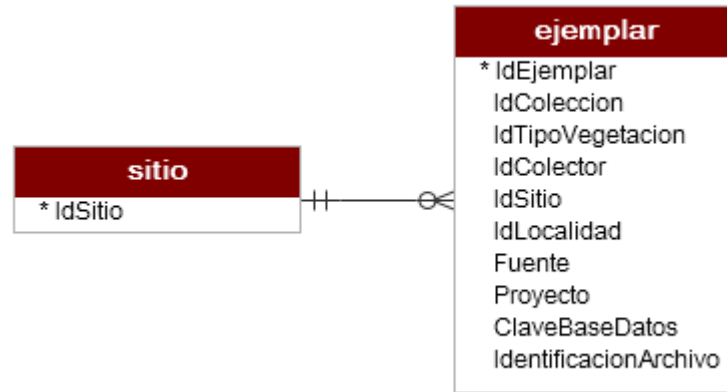 sitio
* IdSitio
ejemplar
* IdEjemplar
IdColeccion
IdTipoVegetacion
IdColector
IdSitio
IdLocalidad
Fuente
Proyecto
ClaveBaseDatos
IdentificacionArchivo